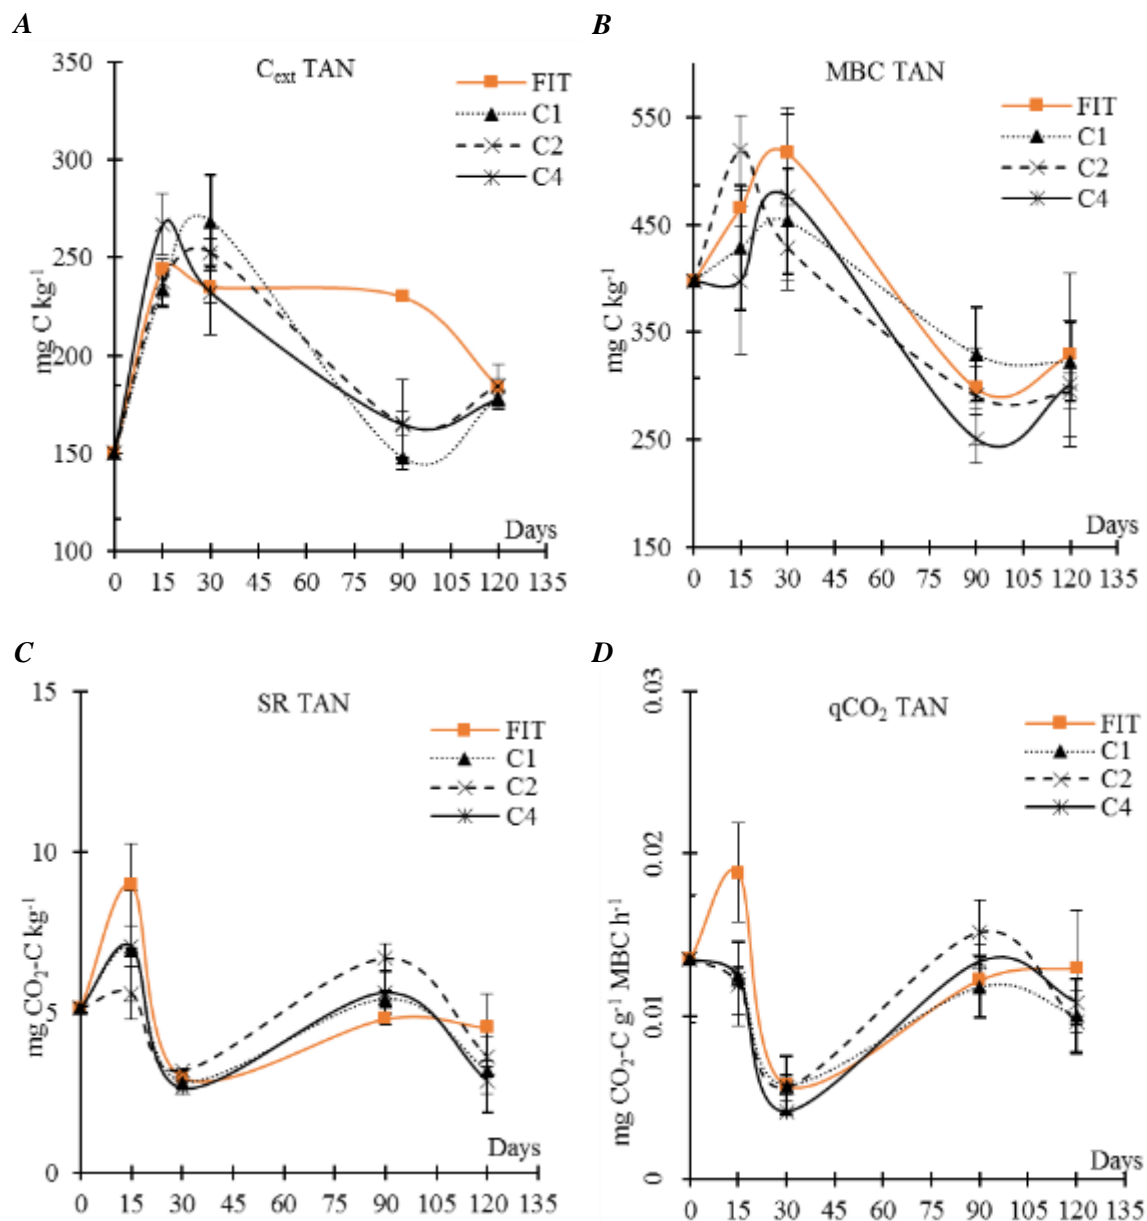 A
C_ext TAN
FIT
C1
C2
C4
mg C kg⁻¹
350
300
250
200
150
100
Days
0 15 30 45 60 75 90 105 120 135
B
MBC TAN
FIT
C1
C2
C4
mg C kg⁻¹
550
450
350
250
150
Days
0 15 30 45 60 75 90 105 120 135
C
SR TAN
FIT
C1
C2
C4
mg CO₂-C kg⁻¹
15
10
5
0
Days
0 15 30 45 60 75 90 105 120 135
D
qCO₂ TAN
FIT
C1
C2
C4
mg CO₂-C g⁻¹ MBC h⁻¹
0.03
0.02
0.01
0
Days
0 15 30 45 60 75 90 105 120 135